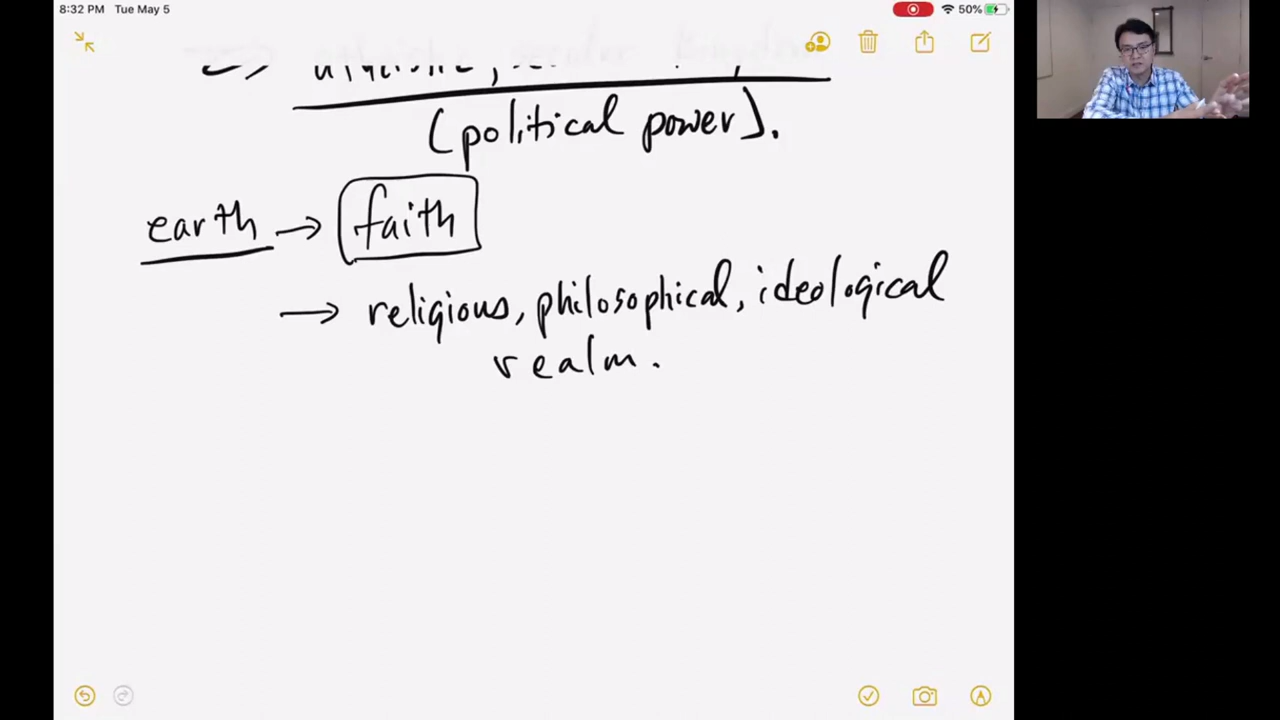 8:32 PM Tue May 5
50%
(political power).
earth → faith
→ religious, philosophical, ideological
realm.